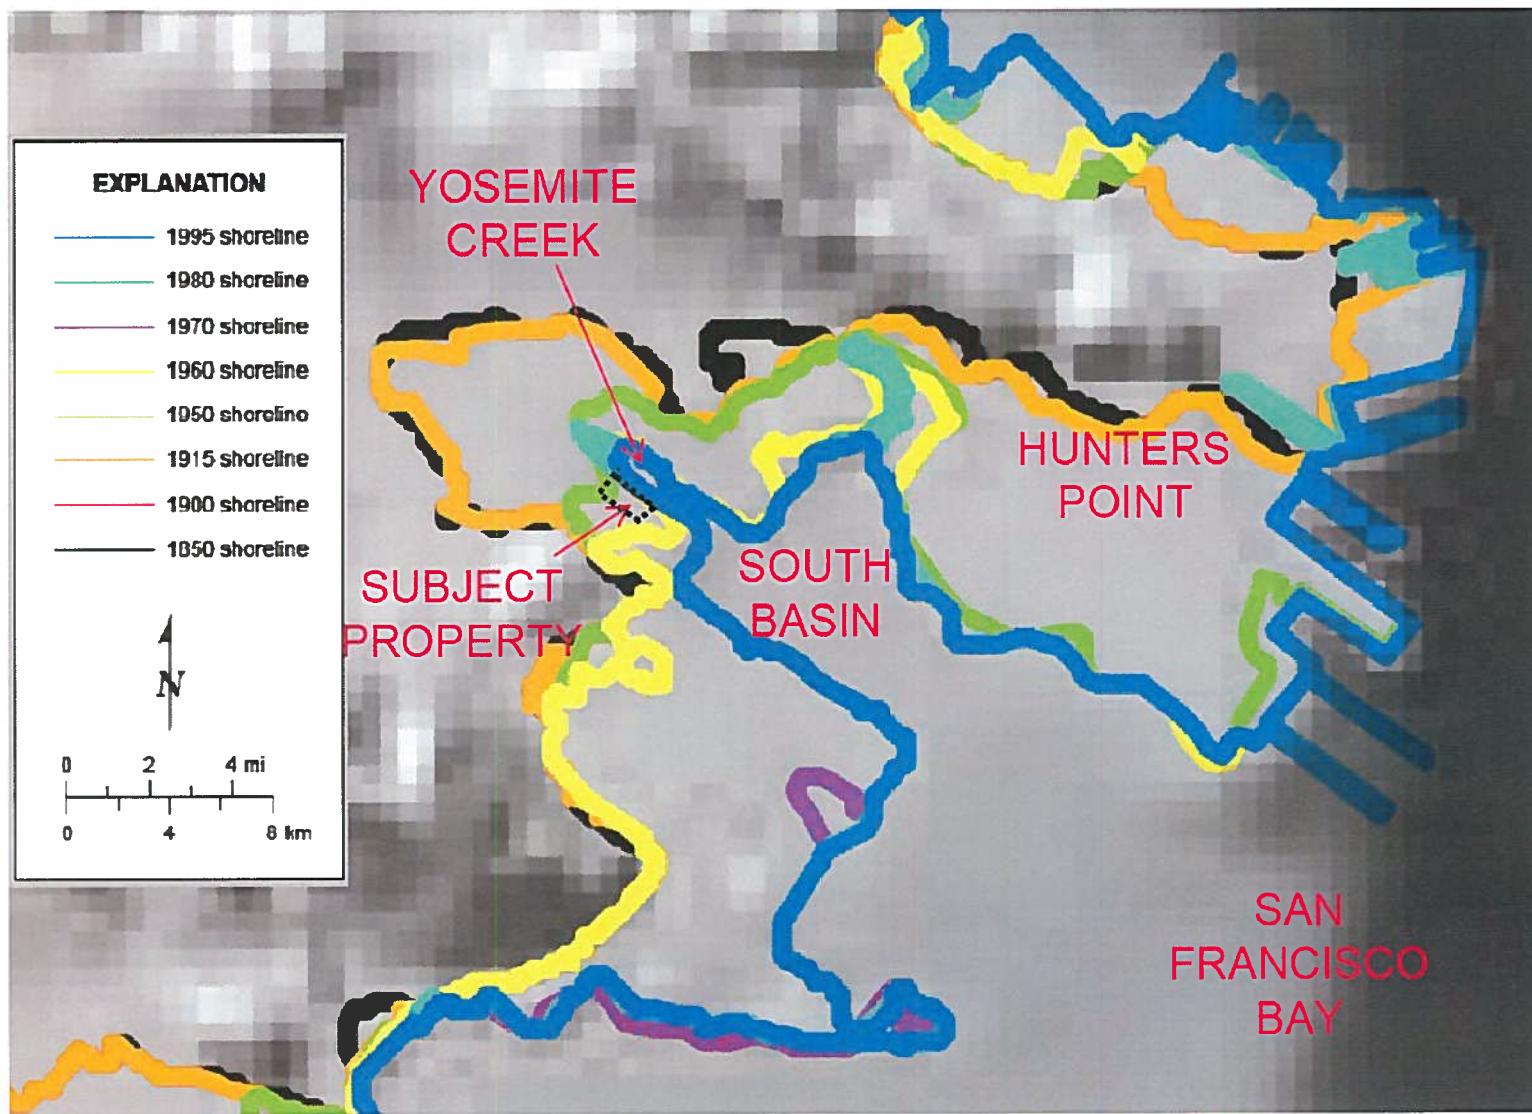 EXPLANATION
1995 shoreline
1980 shoreline
1970 shoreline
1960 shoreline
1950 shoreline
1915 shoreline
1900 shoreline
1850 shoreline
N
0 2 4 mi
0 4 8 km
YOSEMITE
CREEK
SUBJECT
PROPERTY
SOUTH
BASIN
HUNTERS
POINT
SAN
FRANCISCO
BAY